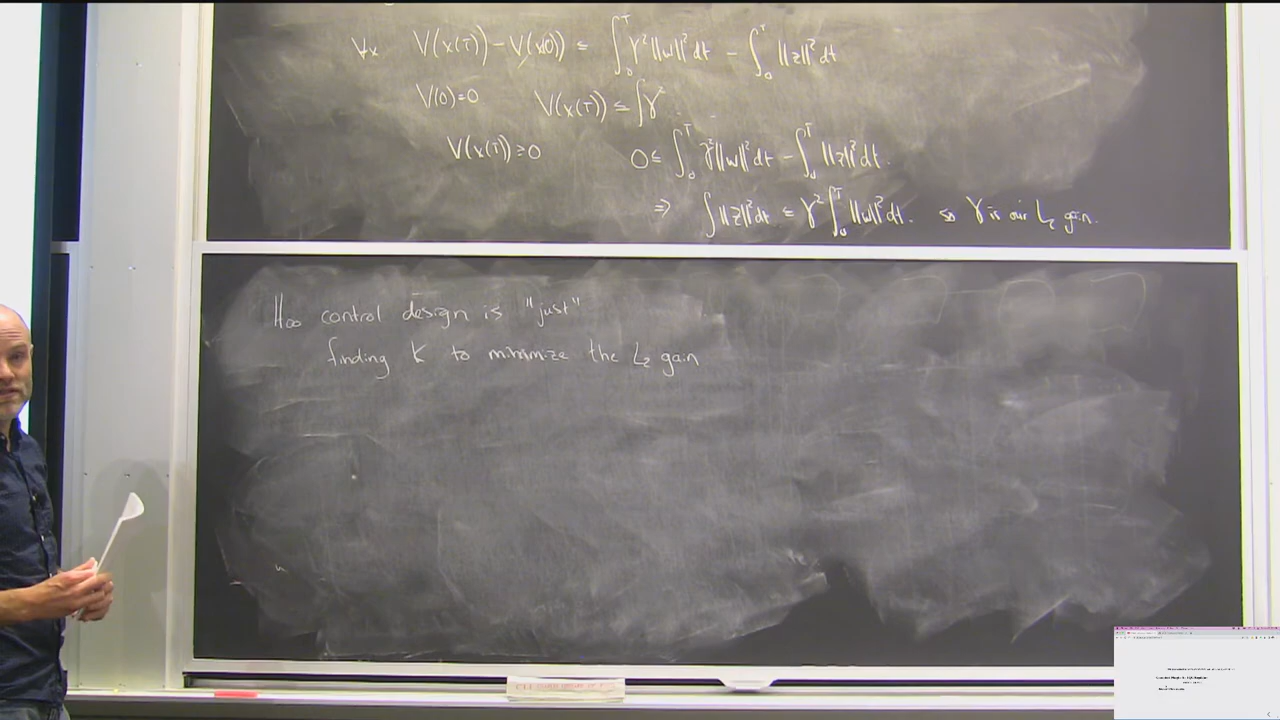 ∀x V(x(T)) - V(x(0)) ≤ ∫₀ᵀ γ²||w||² dt - ∫₀ᵀ ||z||² dt
V(0)=0 V(x(T)) ≤ ∫γ²
V(x(T)) ≥ 0 0 ≤ ∫₀ᵀ γ²||w||² dt - ∫₀ᵀ ||z||² dt.
⇒ ∫||z||² dt ≤ γ² ∫₀ᵀ ||w||² dt. so γ is our L₂ gain.
H∞ control design is "just"
finding K to minimize the L₂ gain